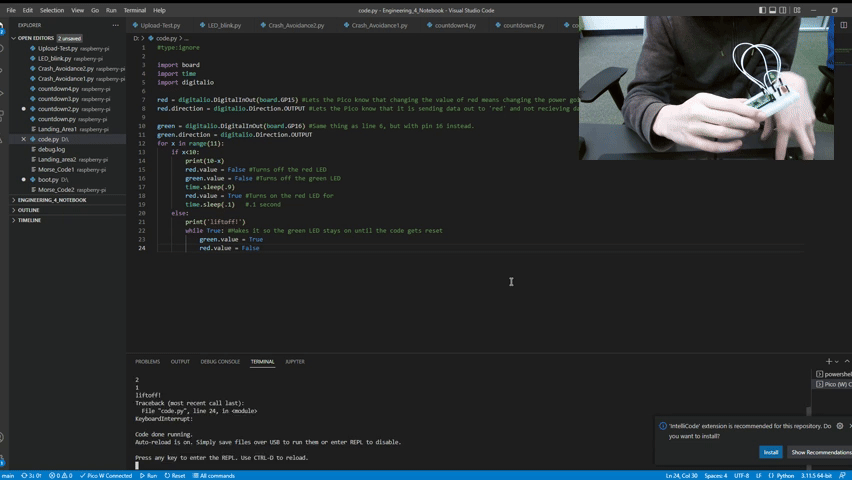 File Edit Selection View Go Run Terminal Help
code.py - Engineering_4_Notebook - Visual Studio Code
EXPLORER
OPEN EDITORS 2 unsaved
Upload-Test.py raspberry-pi
LED_blink.py raspberry-pi
Crash_Avoidance2.py raspberry-pi
Crash_Avoidance1.py raspberry-pi
countdown4.py raspberry-pi
countdown3.py raspberry-pi
countdown2.py raspberry-pi
countdown.py raspberry-pi
Landing_Area1 raspberry-pi
code.py D:\
debug.log
Landing_area2 raspberry-pi
Morse_Code1 raspberry-pi
boot.py D:\
Morse_Code2 raspberry-pi
ENGINEERING_4_NOTEBOOK
OUTLINE
TIMELINE
Upload-Test.py LED_blink.py Crash_Avoidance2.py Crash_Avoidance1.py countdown4.py countdown3.py
D: > code.py > ...
1 #type:ignore
2
3 import board
4 import time
5 import digitalio
6
7 red = digitalio.DigitalInOut(board.GP15) #Lets the Pico know that changing the value of red means changing the power goi
8 red.direction = digitalio.Direction.OUTPUT #Lets the Pico know that it is sending data out to 'red' and not recieving da
9
10 green = digitalio.DigitalInOut(board.GP16) #Same thing as line 6, but with pin 16 instead.
11 green.direction = digitalio.Direction.OUTPUT
12 for x in range(11):
13 if x<10:
14 print(10-x)
15 red.value = False #Turns off the red LED
16 green.value = False #Turns off the green LED
17 time.sleep(.9)
18 red.value = True #Turns on the red LED for
19 time.sleep(.1) #.1 second
20 else:
21 print('liftoff!')
22 while True: #Makes it so the green LED stays on until the code gets reset
23 green.value = True
24 red.value = False
PROBLEMS OUTPUT DEBUG CONSOLE TERMINAL JUPYTER
2
1
liftoff!
Traceback (most recent call last):
File "code.py", line 24, in <module>
KeyboardInterrupt:
Code done running.
Auto-reload is on. Simply save files over USB to run them or enter REPL to disable.
Press any key to enter the REPL. Use CTRL-D to reload.
powershell
Pico (W) C
'IntelliCode' extension is recommended for this repository. Do
you want to install?
Install Show Recommendations
main 3↓ 0↑ 0 0 Pico W Connected Run Reset All commands Ln 24, Col 30 Spaces: 4 UTF-8 LF Python 3.11.5 64-bit